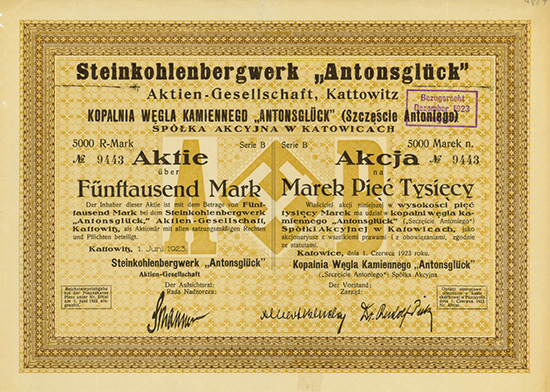 Steinkohlenbergwerk „Antonsglück"
Aktien-Gesellschaft, Kattowitz
KOPALNIA WĘGLA KAMIENNEGO „ANTONSGLÜCK" (Szczęście Antoniego)
SPÓŁKA AKCYJNA W KATOWICACH
Bezugsrecht
Dezember 1923
5000 R-Mark Serie B
№ 9443 Aktie
über
Fünftausend Mark
Der Inhaber dieser Aktie ist mit dem Betrage von Fünf-
tausend Mark bei dem Steinkohlenbergwerk
„Antonsglück," Aktien-Gesellschaft,
Kattowitz, als Aktionär mit allen satzungsmäßigen Rechten
und Pflichten beteiligt.
Kattowitz, 1. Juni 1923.
Steinkohlenbergwerk „Antonsglück"
Aktien-Gesellschaft
Der Aufsichtsrat:
Rada Nadzorcza:
Serie B 5000 Marek n.
Akcja № 9443
na
Marek Pięć Tysięcy
Właściciel akcji niniejszej w wysokości pięć
tysięcy Marek ma udział w kopalni węgla ka-
miennego „Antonsglück" (Szczęście Antoniego)
Spółki Akcyjnej w Katowicach, jako
akcjonarjusz z wszelkiemi prawami i z obowiązaniami, zgodnie
ze statutami.
Katowice, dnia 1. Czerwca 1923 roku.
Kopalnia Węgla Kamiennego „Antonsglück"
(„Szczęście Antoniego") Spółka Akcyjna
Der Vorstand:
Zarząd: